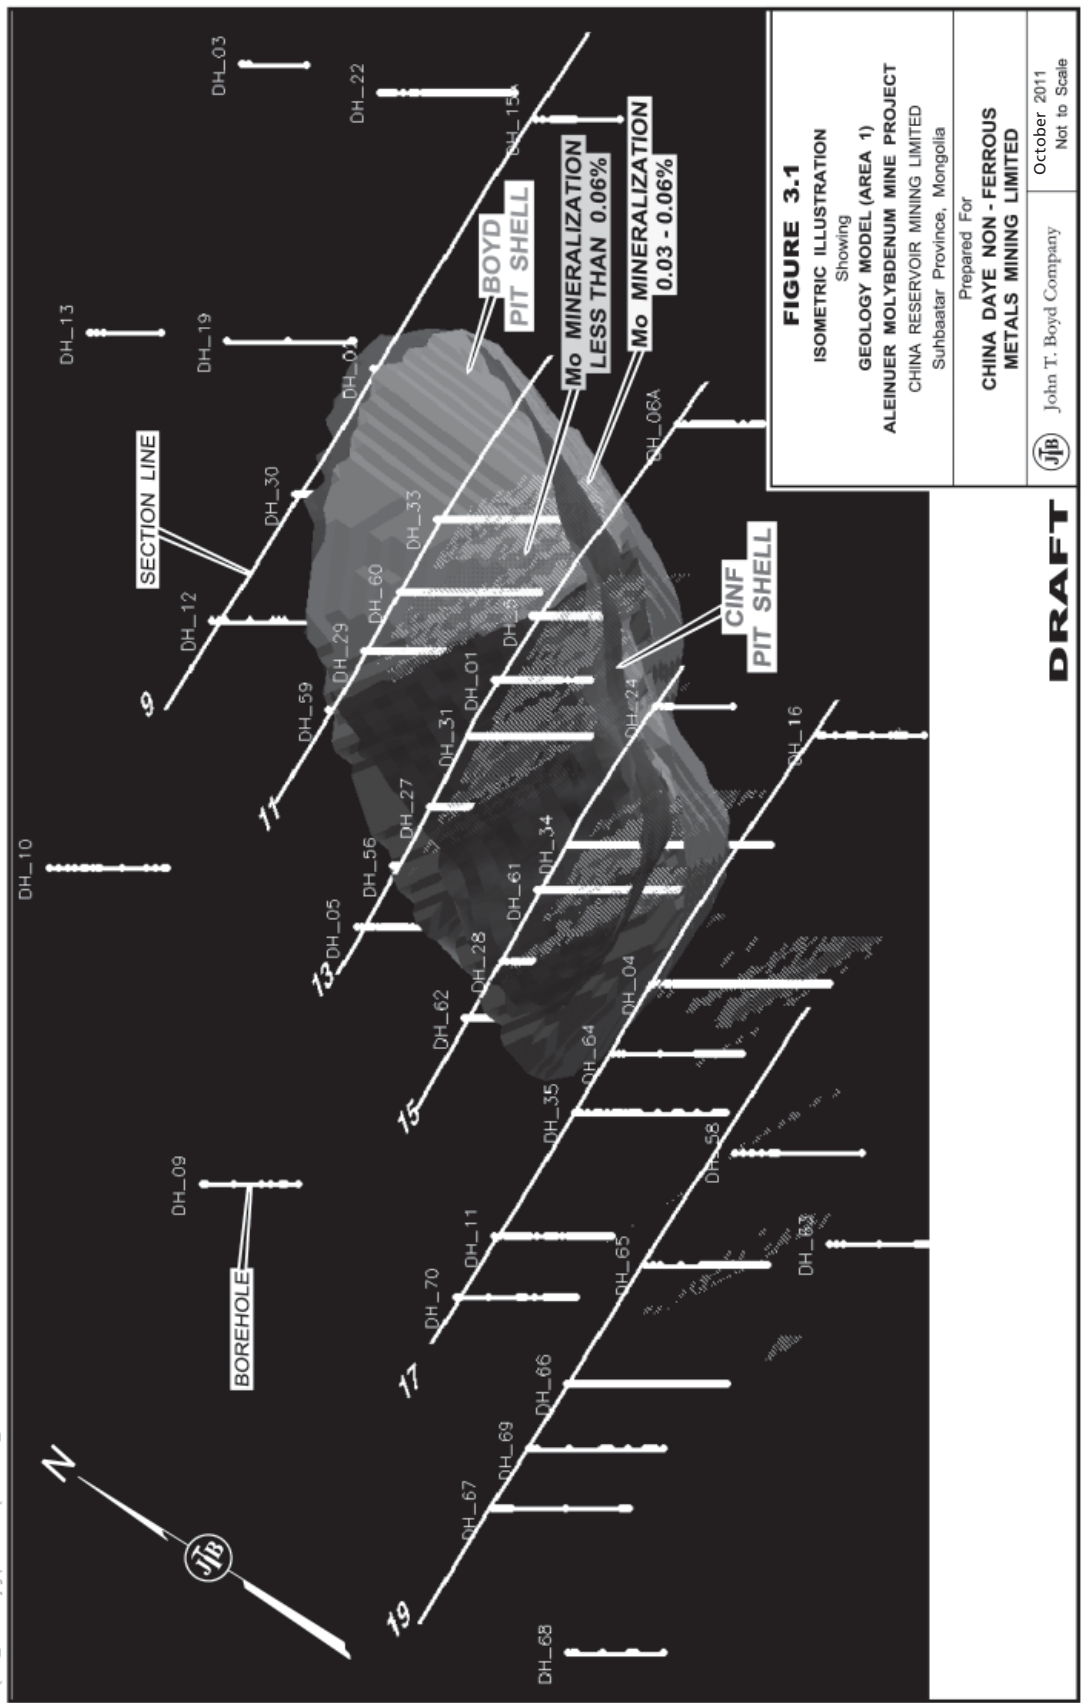 DH_03
DH_22
DH_13
DH_19
DH_30
DH_12
SECTION LINE
9
BOYD
PIT SHELL
Mo MINERALIZATION
LESS THAN 0.06%
Mo MINERALIZATION
0.03 - 0.06%
DH_33
DH_60
DH_29
DH_59
11
DH_06A
DH_01
DH_31
DH_27
DH_56
DH_05
13
CINF
PIT SHELL
DH_24
DH_34
DH_61
DH_28
DH_62
15
DH_10
DH_16
DH_04
DH_64
DH_35
DH_11
DH_70
17
DH_09
BOREHOLE
DH_58
DH_63
DH_65
DH_66
DH_69
DH_67
19
DH_68
N
JTB
FIGURE 3.1
ISOMETRIC ILLUSTRATION
Showing
GEOLOGY MODEL (AREA 1)
ALEINUER MOLYBDENUM MINE PROJECT
CHINA RESERVOIR MINING LIMITED
Suhbaatar Province, Mongolia
Prepared For
CHINA DAYE NON - FERROUS
METALS MINING LIMITED
JTB John T. Boyd Company
October 2011
Not to Scale
DRAFT